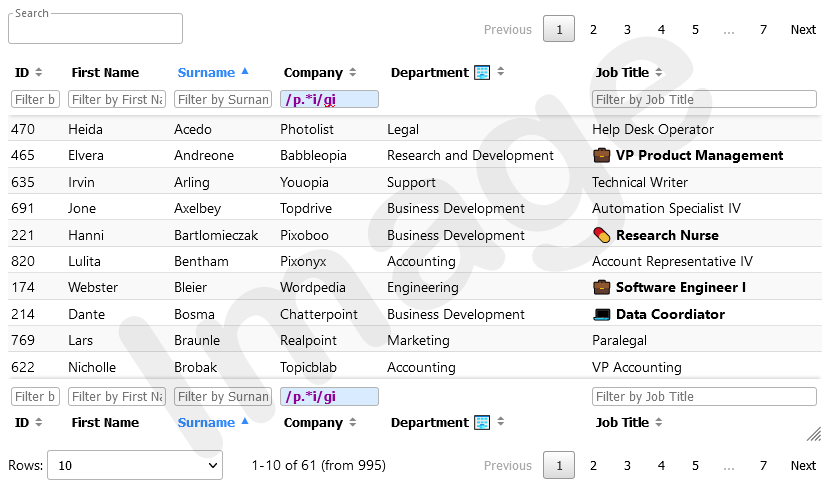 Search
Previous 1 2 3 4 5 ... 7 Next
ID First Name Surname Company Department Job Title
Filter b Filter by First Na Filter by Surnan /p.*i/gi Filter by Job Title
470 Heida Acedo Photolist Legal Help Desk Operator
465 Elvera Andreone Babbleopia Research and Development VP Product Management
635 Irvin Arling Youopia Support Technical Writer
691 Jone Axelbey Topdrive Business Development Automation Specialist IV
221 Hanni Bartlomieczak Pixoboo Business Development Research Nurse
820 Lulita Bentham Pixonyx Accounting Account Representative IV
174 Webster Bleier Wordpedia Engineering Software Engineer I
214 Dante Bosma Chatterpoint Business Development Data Coordiator
769 Lars Braunle Realpoint Marketing Paralegal
622 Nicholle Brobak Topicblab Accounting VP Accounting
Filter b Filter by First Na Filter by Surnan /p.*i/gi Filter by Job Title
ID First Name Surname Company Department Job Title
Rows: 10 1-10 of 61 (from 995) Previous 1 2 3 4 5 ... 7 Next
Image